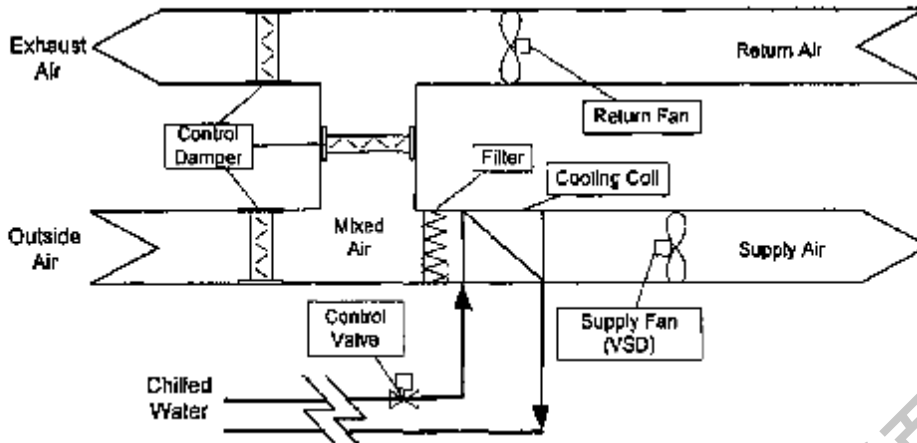 Exhaust
Air
Return Air
Return Fan
Control
Damper
Filter
Cooling Coil
Outside
Air
Mixed
Air
Supply Air
Control
Valve
Supply Fan
(VSD)
Chilled
Water